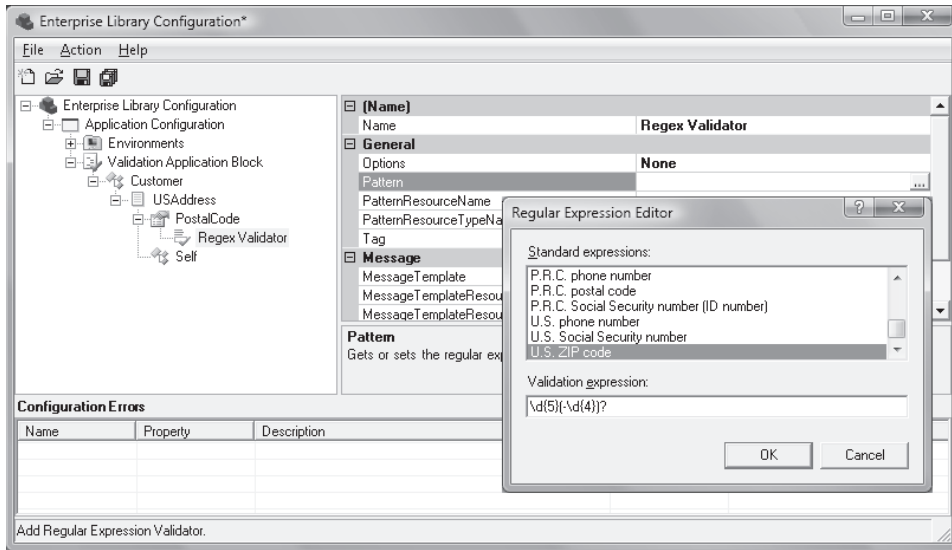 Enterprise Library Configuration*
File Action Help
Enterprise Library Configuration
Application Configuration
Environments
Validation Application Block
Customer
USAddress
PostalCode
Regex Validator
Self
(Name)
Name Regex Validator
General
Options None
Pattern ...
PatternResourceName
PatternResourceTypeNa
Tag
Message
MessageTemplate
MessageTemplateResou
MessageTemplateResou
Pattern
Gets or sets the regular exp
Regular Expression Editor
Standard expressions:
P.R.C. phone number
P.R.C. postal code
P.R.C. Social Security number (ID number)
U.S. phone number
U.S. Social Security number
U.S. ZIP code
Validation expression:
\d{5}(-\d{4})?
OK Cancel
Configuration Errors
Name Property Description
Add Regular Expression Validator.